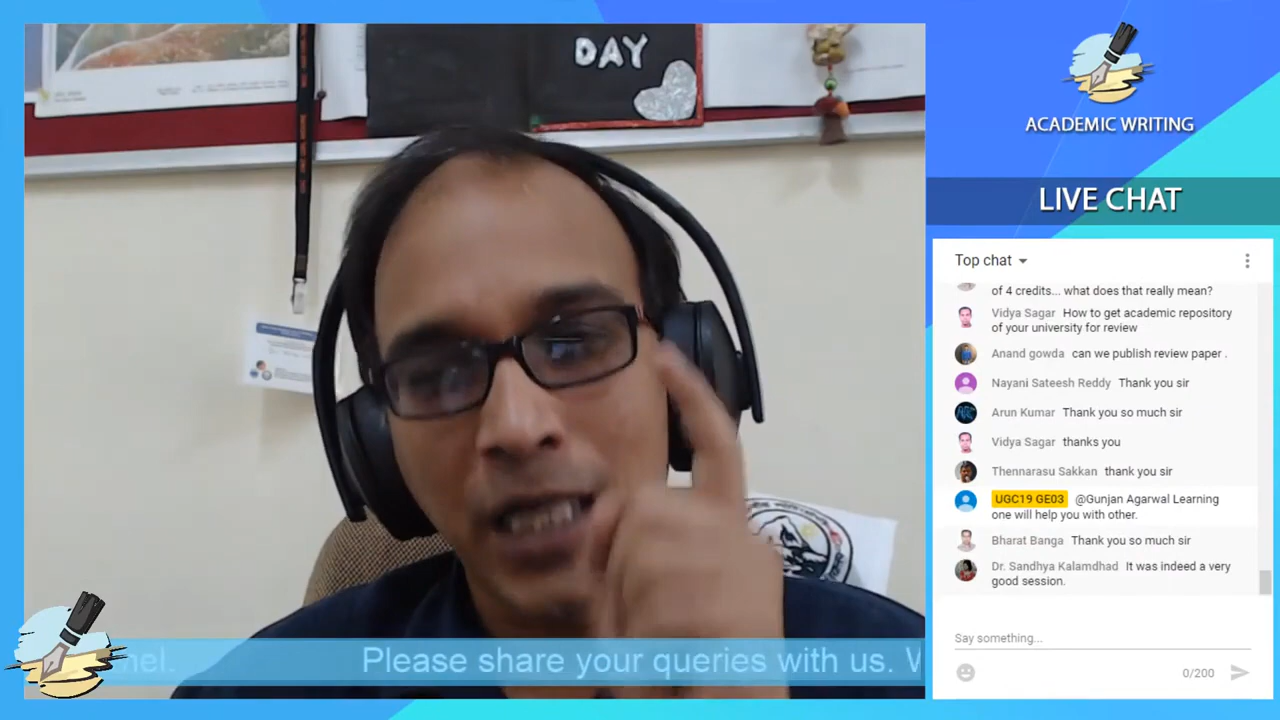 DAY
ACADEMIC WRITING
LIVE CHAT
Top chat
of 4 credits... what does that really mean?
Vidya Sagar How to get academic repository
of your university for review
Anand gowda can we publish review paper .
Nayani Sateesh Reddy Thank you sir
Arun Kumar Thank you so much sir
Vidya Sagar thanks you
Thennarasu Sakkan thank you sir
UGC19 GE03 @Gunjan Agarwal Learning
one will help you with other.
Bharat Banga Thank you so much sir
Dr. Sandhya Kalamdhad It was indeed a very
good session.
Say something...
0/200
Please share your queries with us.